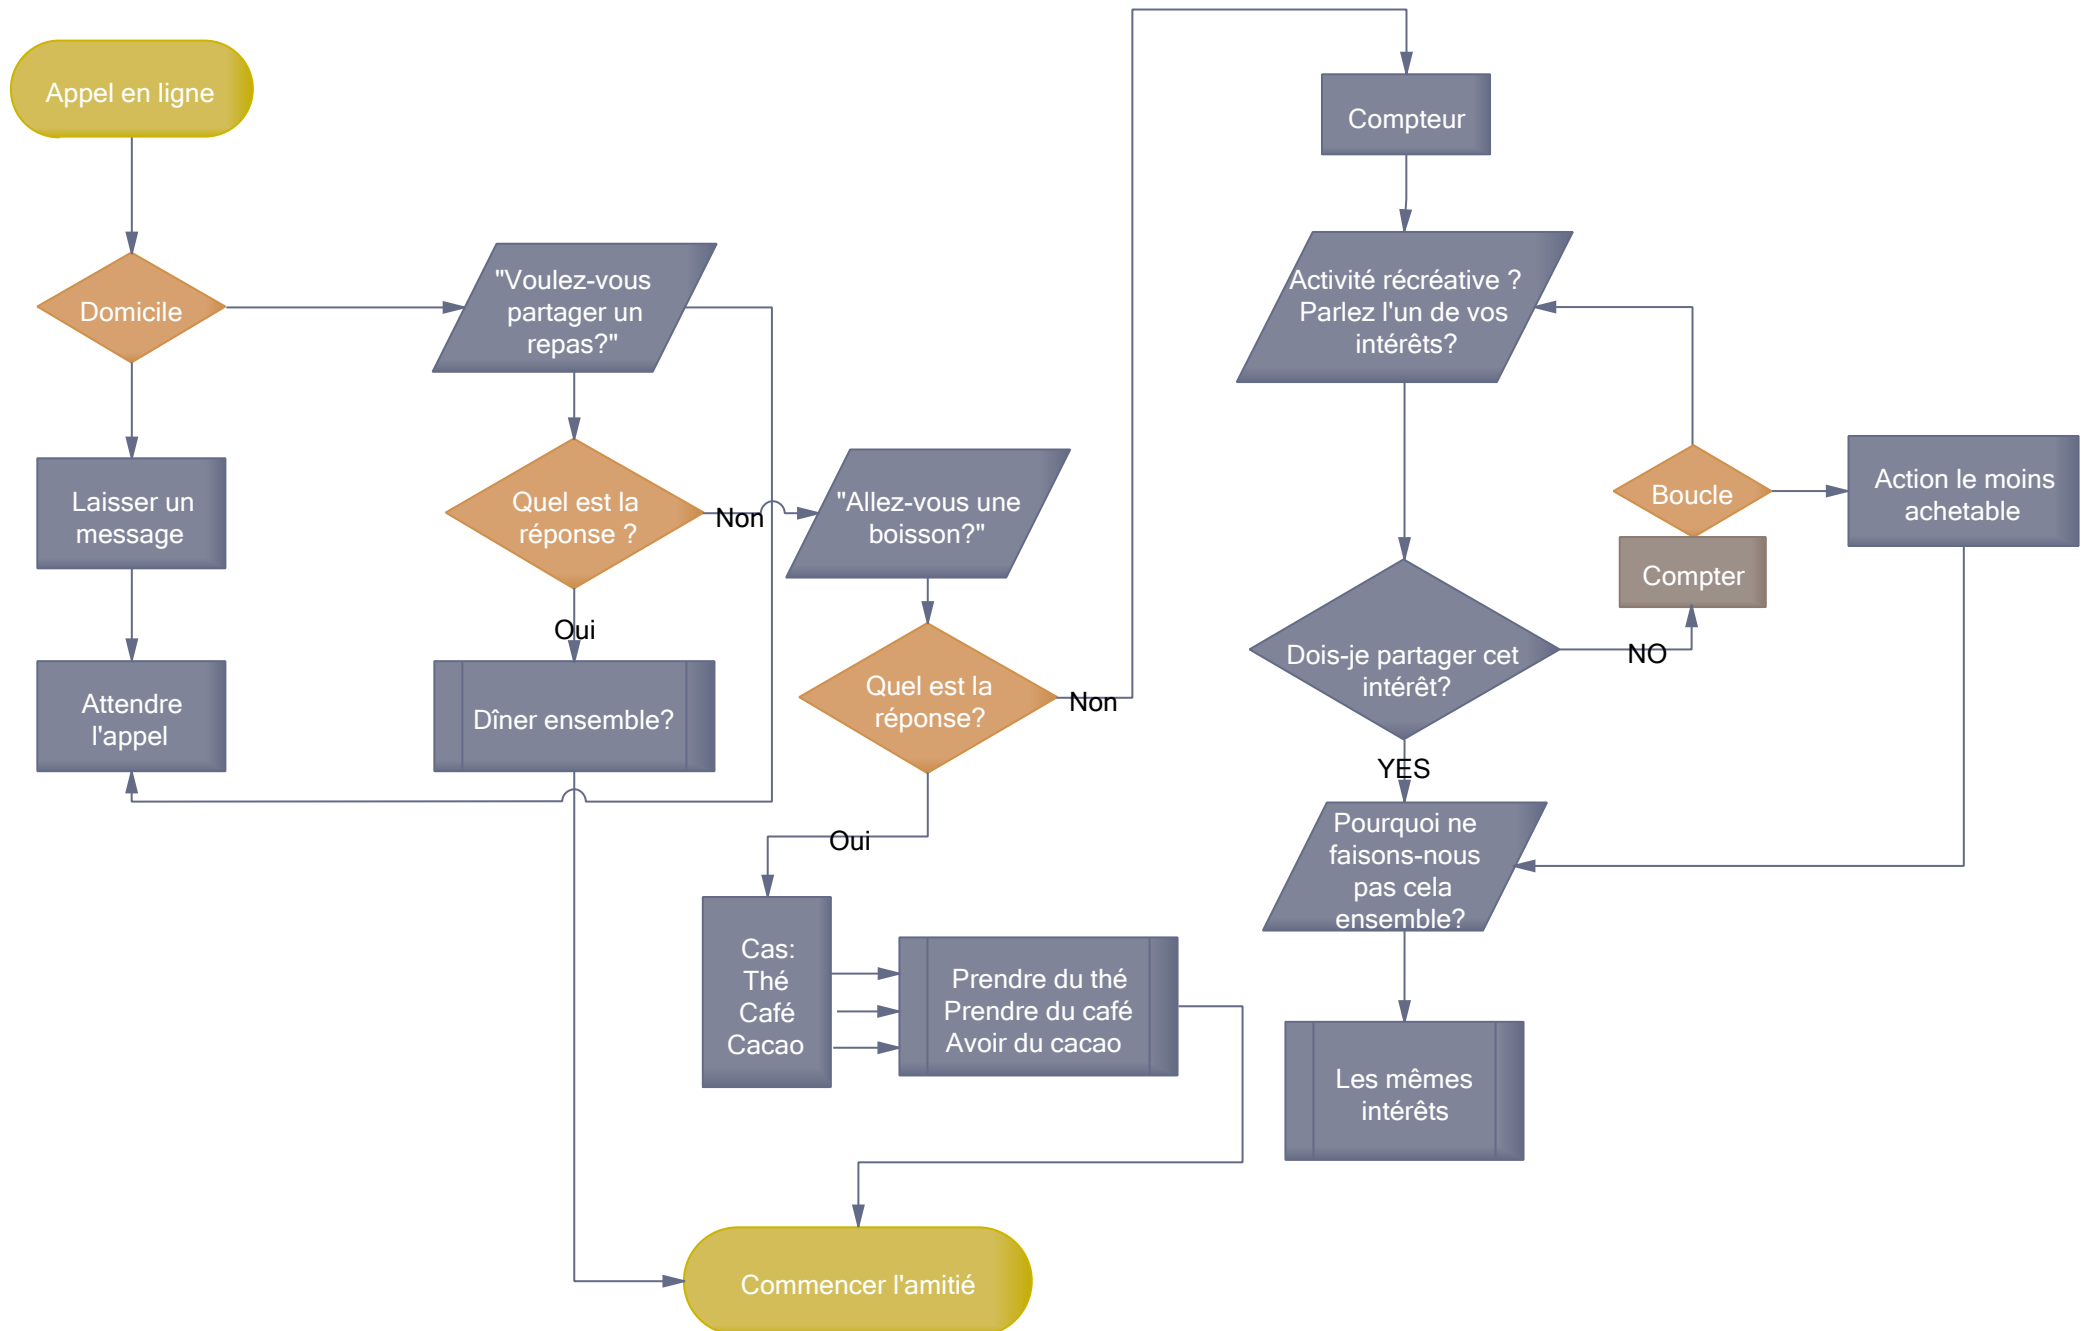 Appel en ligne
Domicile
Laisser un
message
Attendre
l'appel
"Voulez-vous
partager un
repas?"
Quel est la
réponse ?
Non
Oui
Dîner ensemble?
"Allez-vous une
boisson?"
Quel est la
réponse?
Non
Oui
Cas:
Thé
Café
Cacao
Prendre du thé
Prendre du café
Avoir du cacao
Commencer l'amitié
Compteur
Activité récréative ?
Parlez l'un de vos
intérêts?
Boucle
Action le moins
achetable
Compter
Dois-je partager cet
intérêt?
NO
YES
Pourquoi ne
faisons-nous
pas cela
ensemble?
Les mêmes
intérêts